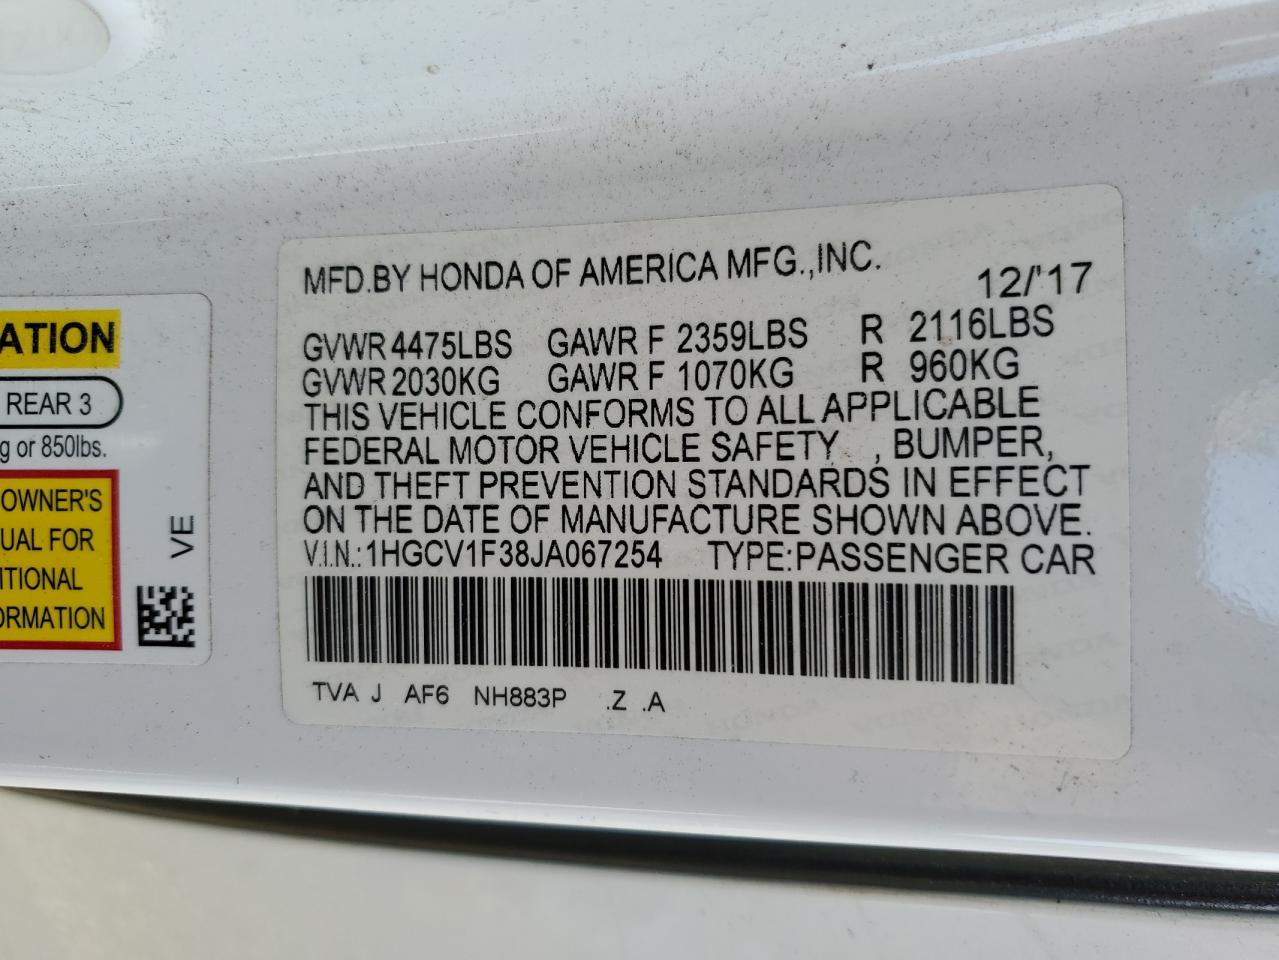 ATION
REAR 3
g or 850lbs.
OWNER'S
UAL FOR
ITIONAL
ORMATION
VE
MFD.BY HONDA OF AMERICA MFG.,INC.
12/'17
GVWR 4475LBS GAWR F 2359LBS R 2116LBS
GVWR 2030KG GAWR F 1070KG R 960KG
THIS VEHICLE CONFORMS TO ALL APPLICABLE
FEDERAL MOTOR VEHICLE SAFETY , BUMPER,
AND THEFT PREVENTION STANDARDS IN EFFECT
ON THE DATE OF MANUFACTURE SHOWN ABOVE.
V.I.N.:1HGCV1F38JA067254 TYPE:PASSENGER CAR
TVA J AF6 NH883P .Z .A